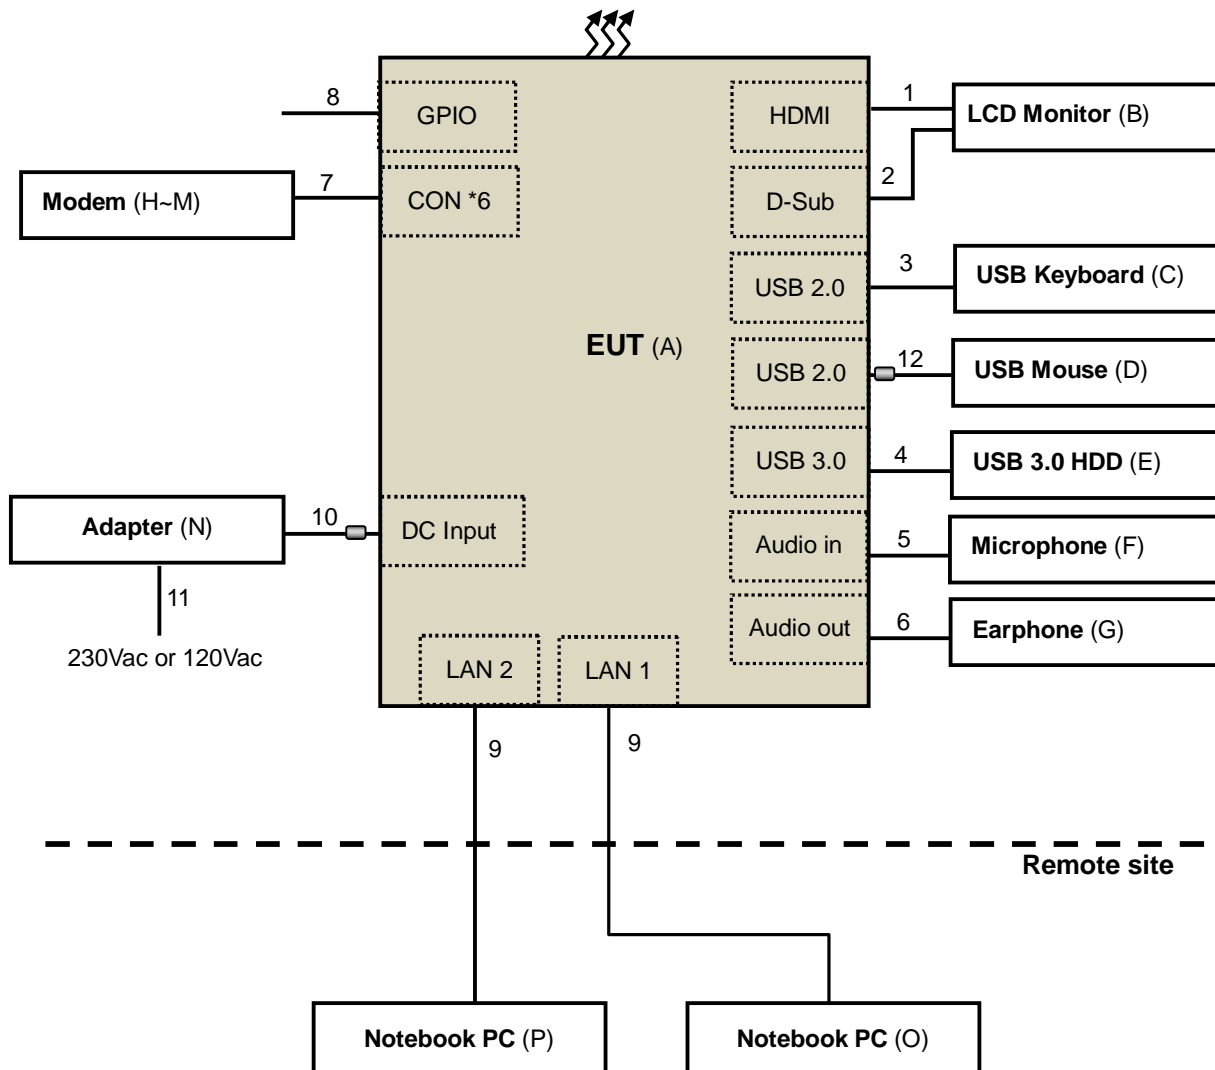 8
GPIO
HDMI
1
LCD Monitor (B)
2
Modem (H~M)
7
CON *6
D-Sub
3
USB 2.0
USB Keyboard (C)
EUT (A)
USB 2.0
12
USB Mouse (D)
USB 3.0
4
USB 3.0 HDD (E)
Adapter (N)
10
DC Input
Audio in
5
Microphone (F)
11
Audio out
6
Earphone (G)
230Vac or 120Vac
LAN 2
LAN 1
9
9
Remote site
Notebook PC (P)
Notebook PC (O)